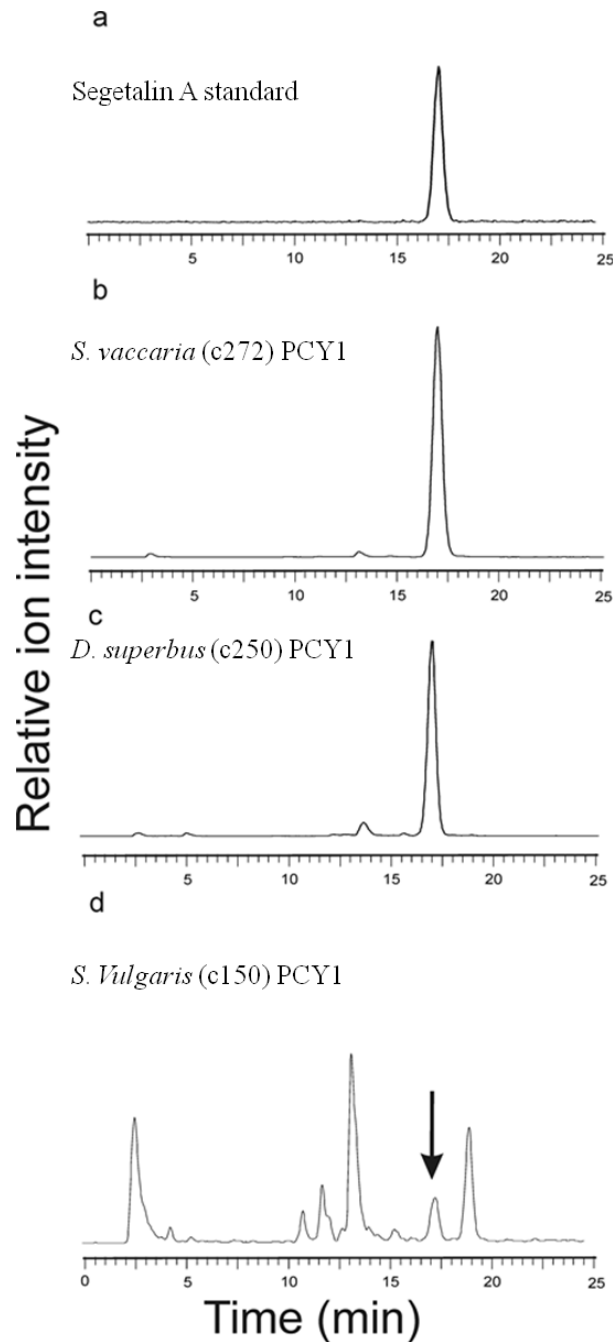 a
Segetalin A standard
5 10 15 20 25
b
S. vaccaria (c272) PCY1
5 10 15 20 25
c
D. superbus (c250) PCY1
5 10 15 20 25
d
S. Vulgaris (c150) PCY1
0 5 10 15 20 25
Time (min)
Relative ion intensity